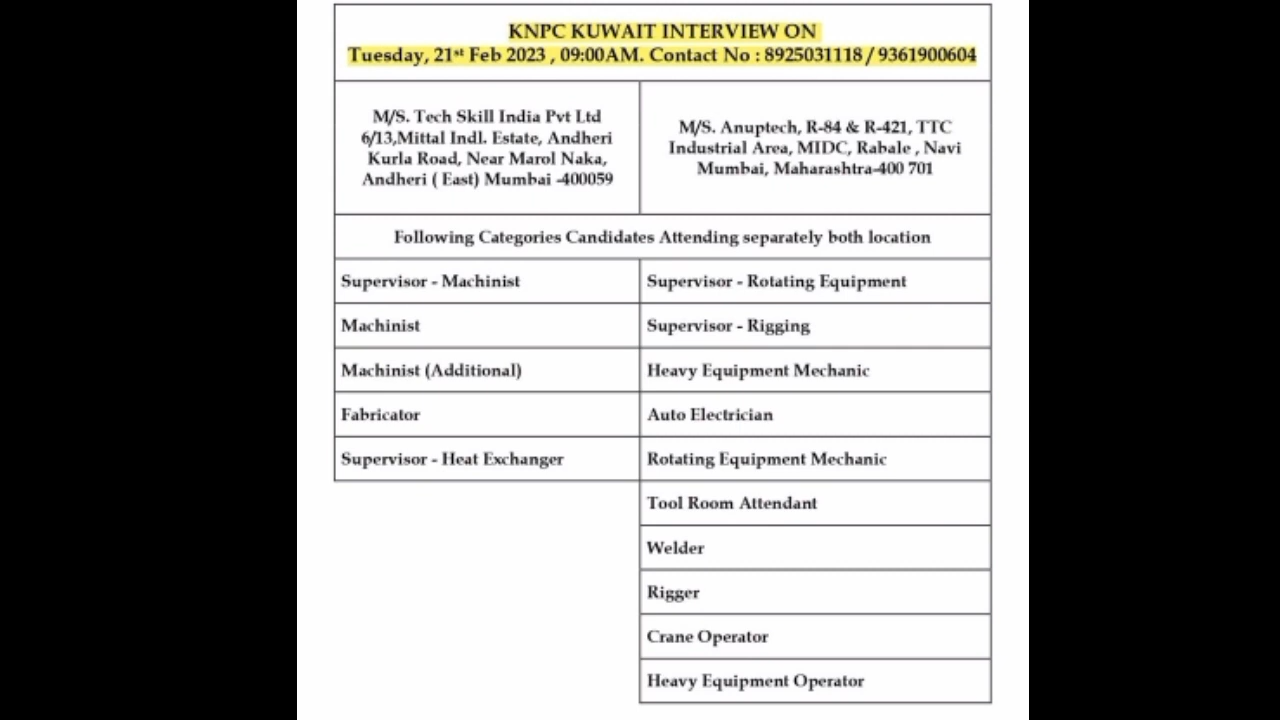 KNPC KUWAIT INTERVIEW ON
Tuesday, 21st Feb 2023 , 09:00AM. Contact No : 8925031118 / 9361900604
M/S. Tech Skill India Pvt Ltd
6/13,Mittal Indl. Estate, Andheri
Kurla Road, Near Marol Naka,
Andheri ( East) Mumbai -400059
M/S. Anuptech, R-84 & R-421, TTC
Industrial Area, MIDC, Rabale , Navi
Mumbai, Maharashtra-400 701
Following Categories Candidates Attending separately both location
Supervisor - Machinist
Supervisor - Rotating Equipment
Machinist
Supervisor - Rigging
Machinist (Additional)
Heavy Equipment Mechanic
Fabricator
Auto Electrician
Supervisor - Heat Exchanger
Rotating Equipment Mechanic
Tool Room Attendant
Welder
Rigger
Crane Operator
Heavy Equipment Operator